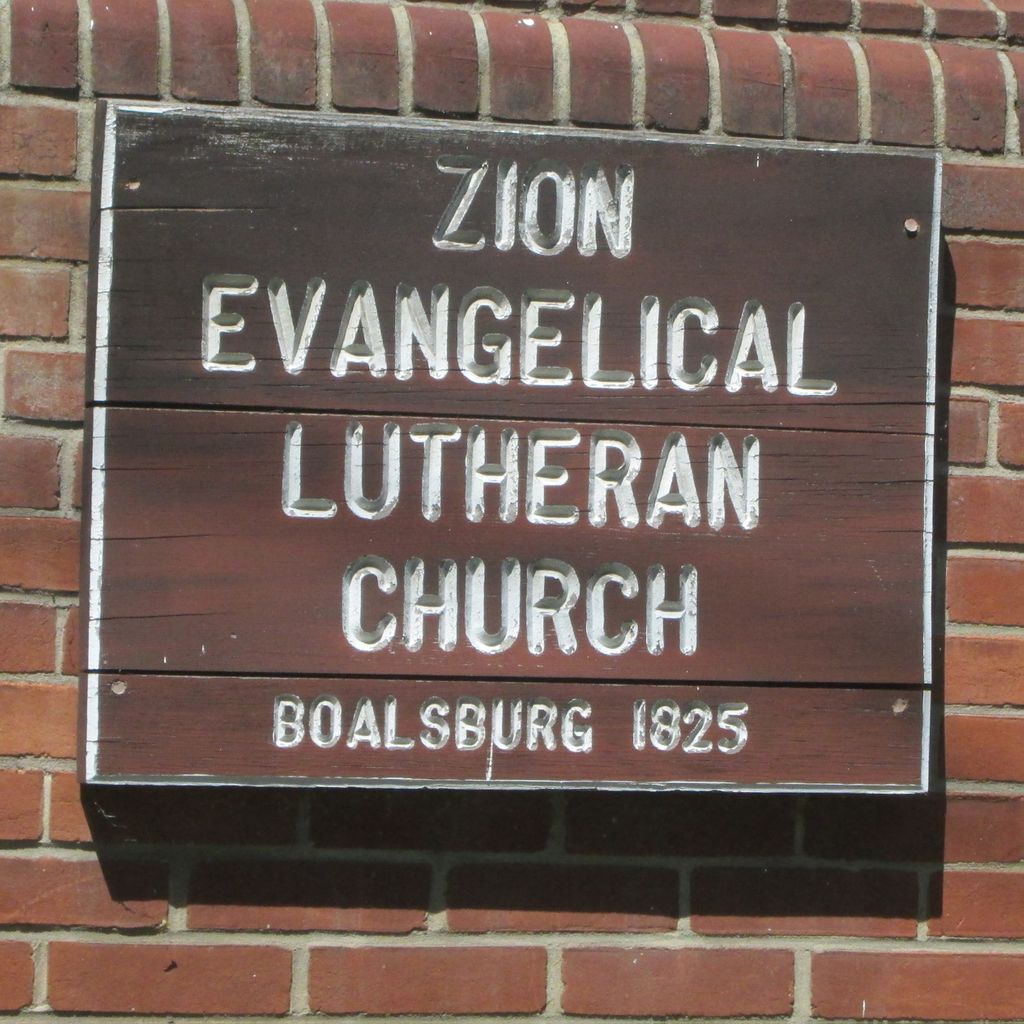 ZION
EVANGELICAL
LUTHERAN
CHURCH
BOALSBURG 1825